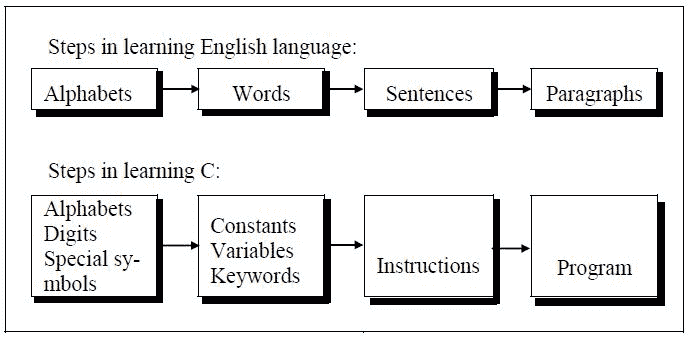 Steps in learning English language:
Alphabets
Words
Sentences
Paragraphs
Steps in learning C:
Alphabets
Digits
Special sy-
mbols
Constants
Variables
Keywords
Instructions
Program